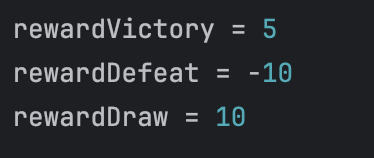 rewardVictory = 5
rewardDefeat = -10
rewardDraw = 10